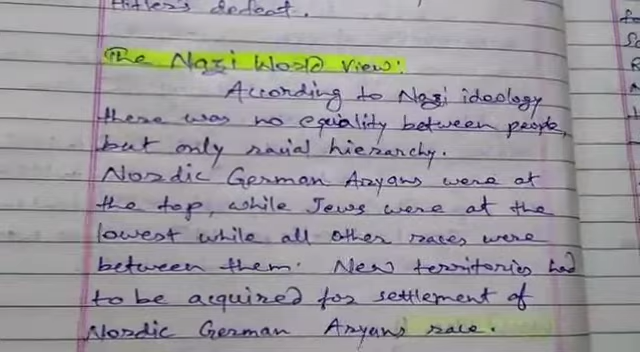 Hitler's defeat.
The Nazi World View:
According to Nazi ideology
there was no equality between people,
but only racial hierarchy.
Nordic German Aryans were at
the top, while Jews were at the
lowest while all other races were
between them. New territories had
to be acquired for settlement of
Nordic German Aryans race.